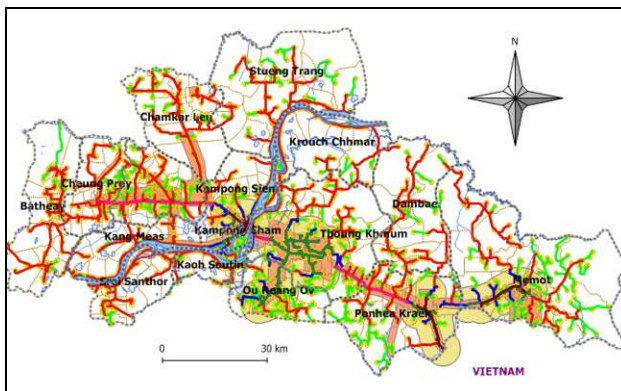 N
Stueng Trang
Chamkar Leu
Krouch Chhmar
Cheung Prey
Kampong Siem
Batheay
Dambae
Kang Meas
Kampong Cham
Thoung Khmum
Kaoh Soutin
Memot
Srei Santhor
Ou Reang Ov
Ponhea Kraek
0
30 km
VIETNAM